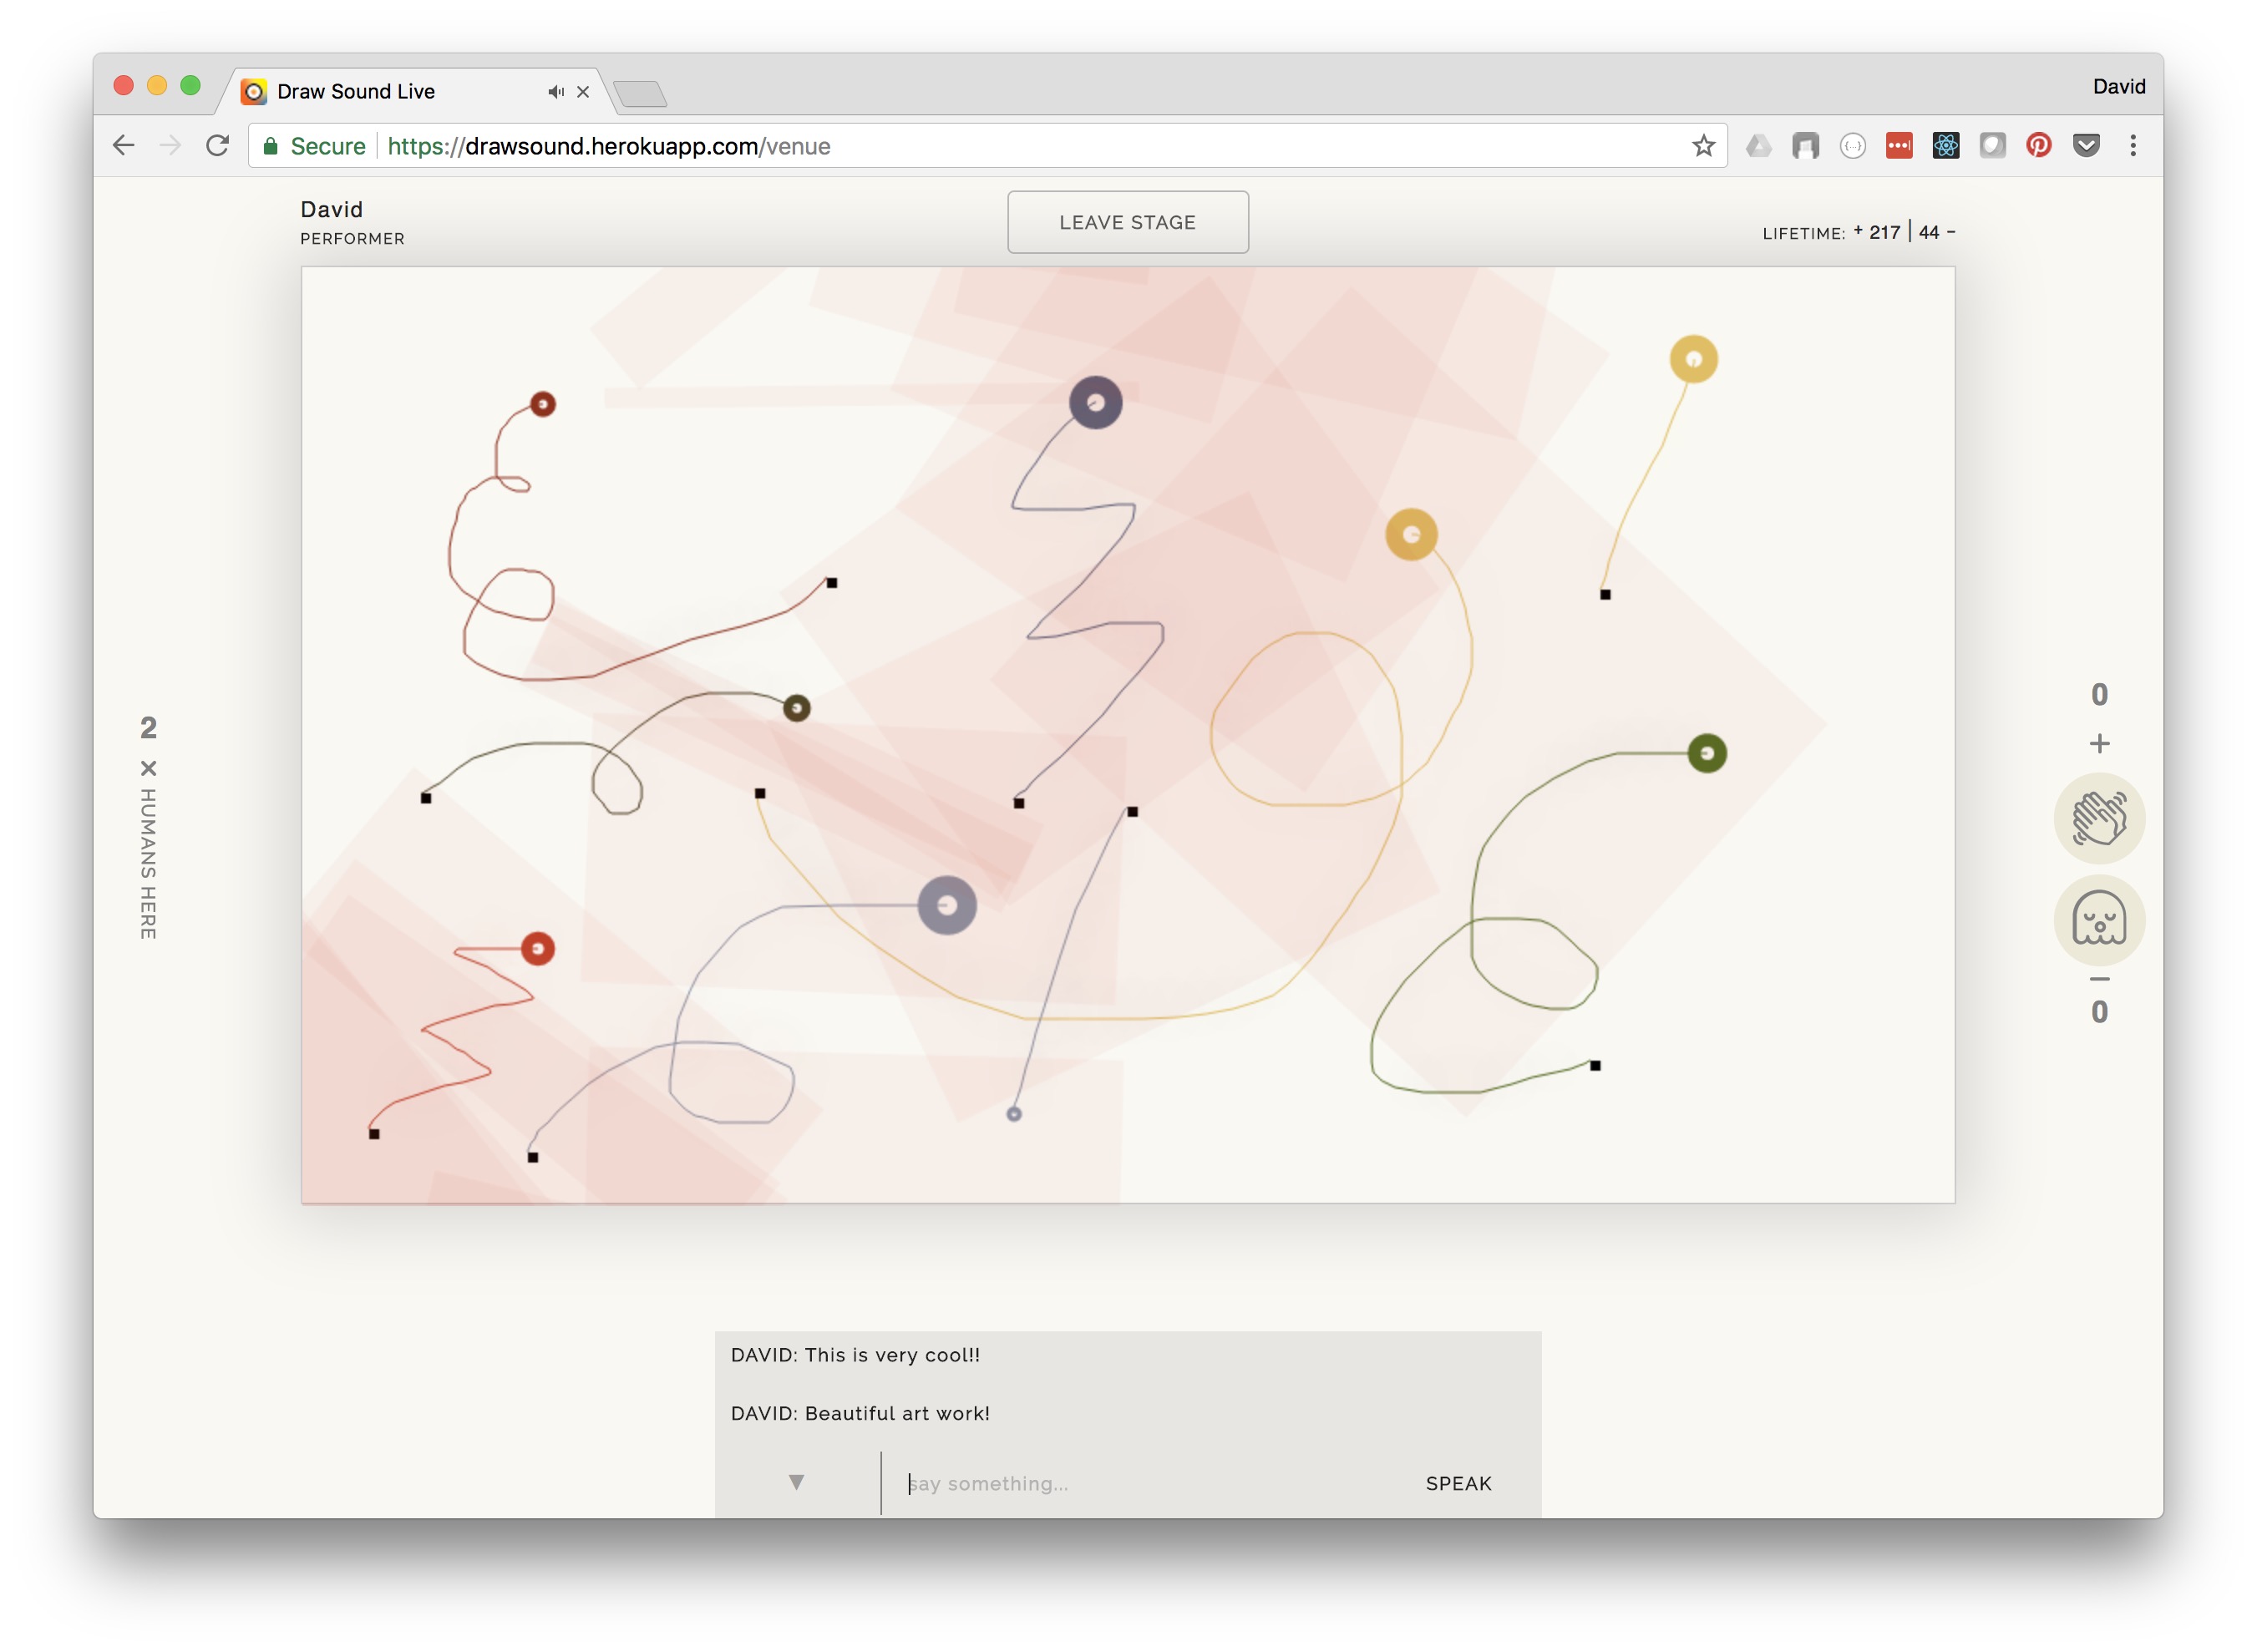 Draw Sound Live
David
Secure https://drawsound.herokuapp.com/venue
David
PERFORMER
LEAVE STAGE
LIFETIME: + 217 | 44 -
2 × HUMANS HERE
0
+
−
0
DAVID: This is very cool!!
DAVID: Beautiful art work!
say something...
SPEAK